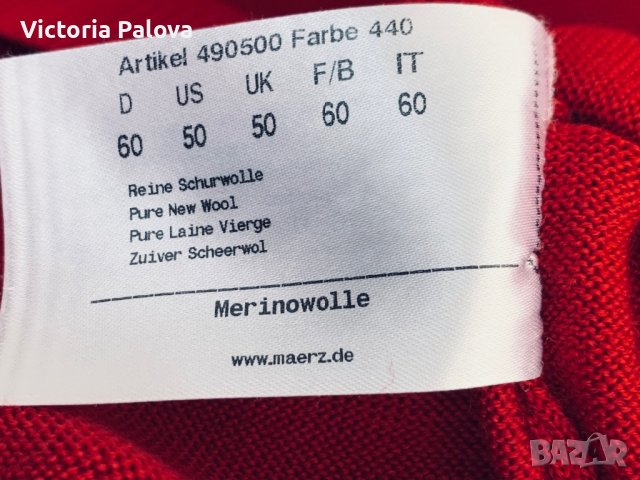 Victoria Palova
Artikel 490500 Farbe 440
D US UK F/B IT
60 50 50 60 60
Reine Schurwolle
Pure New Wool
Pure Laine Vierge
Zuiver Scheerwol
Merinowolle
www.maerz.de
BAZAR